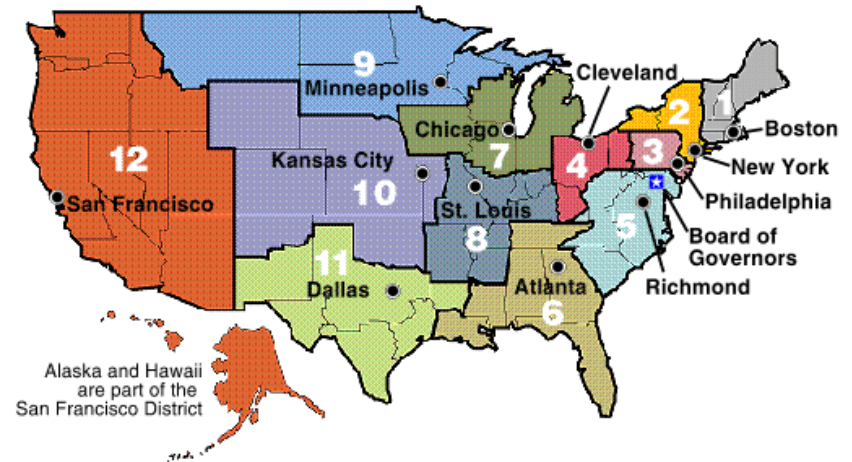 9
Minneapolis
Cleveland
2
1
Boston
Chicago
7
12
Kansas City
10
4
3
New York
San Francisco
St. Louis
8
5
Philadelphia
Board of
Governors
Richmond
11
Dallas
Atlanta
6
Alaska and Hawaii
are part of the
San Francisco District